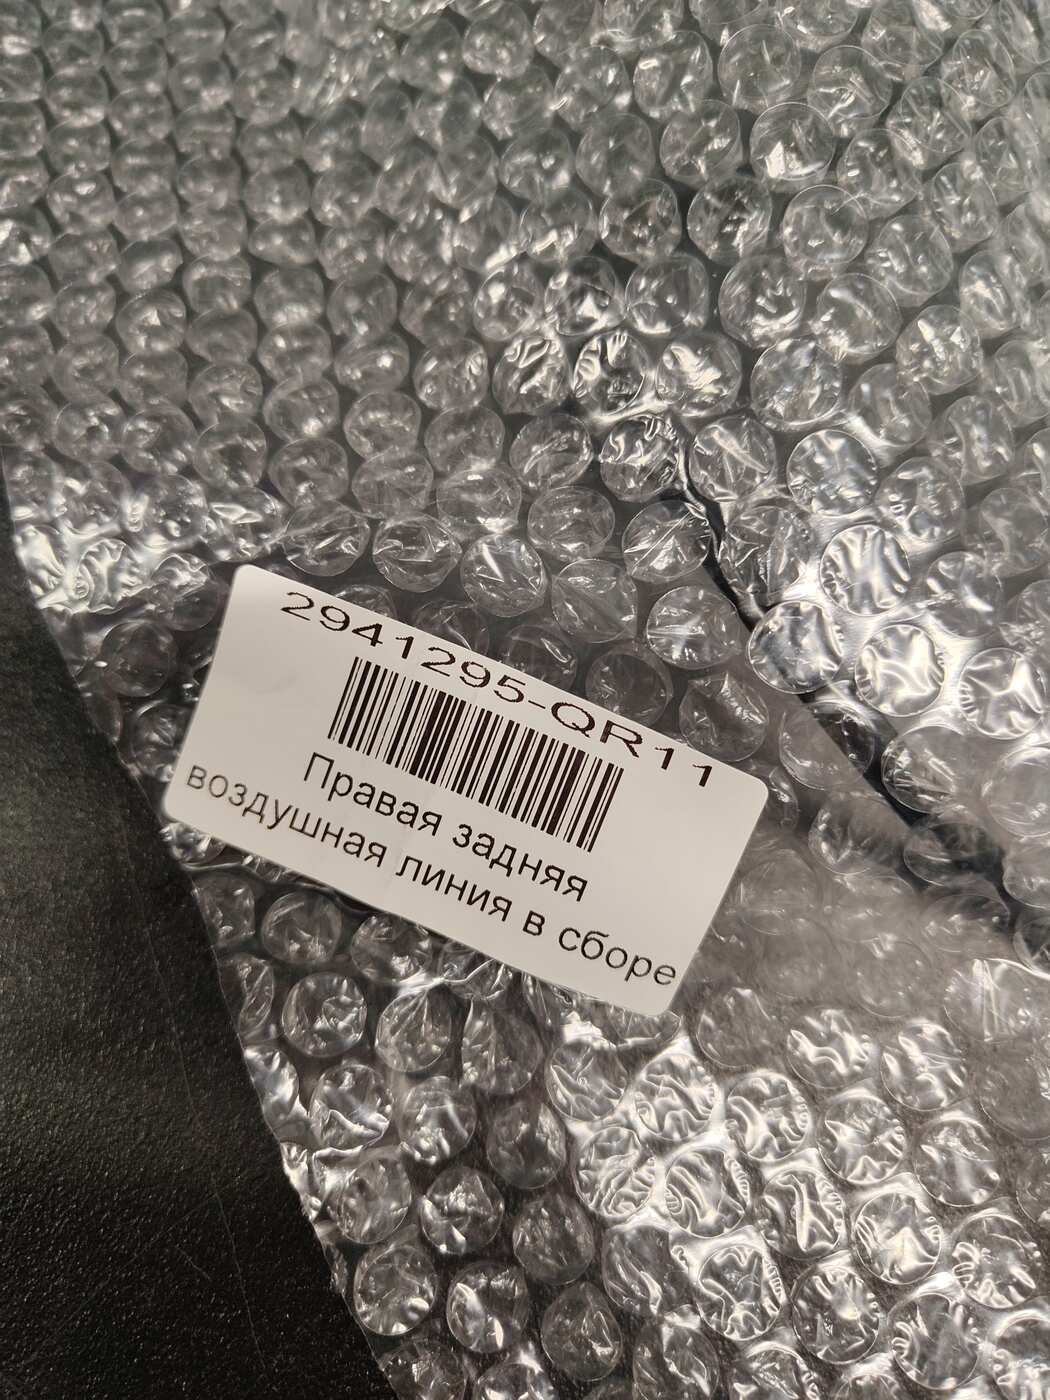 2941295-QR11
Правая задняя
воздушная линия в сборе